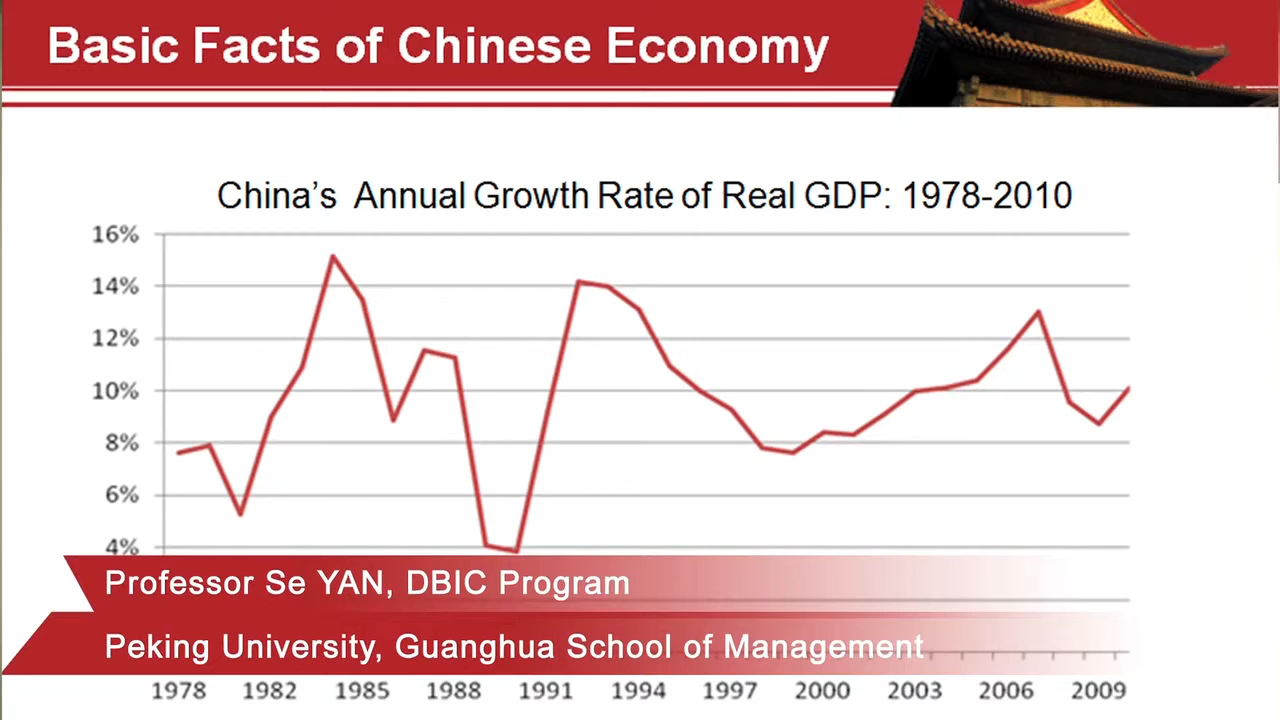 Basic Facts of Chinese Economy
China's Annual Growth Rate of Real GDP: 1978-2010
16%
14%
12%
10%
8%
6%
4%
Professor Se YAN, DBIC Program
Peking University, Guanghua School of Management
1978 1982 1985 1988 1991 1994 1997 2000 2003 2006 2009